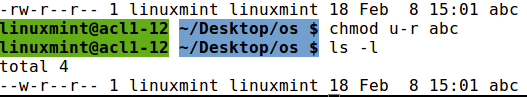 -rw-r--r-- 1 linuxmint linuxmint 18 Feb  8 15:01 abc
linuxmint@acl1-12 ~/Desktop/os $ chmod u-r abc
linuxmint@acl1-12 ~/Desktop/os $ ls -l
total 4
--w-r--r-- 1 linuxmint linuxmint 18 Feb  8 15:01 abc